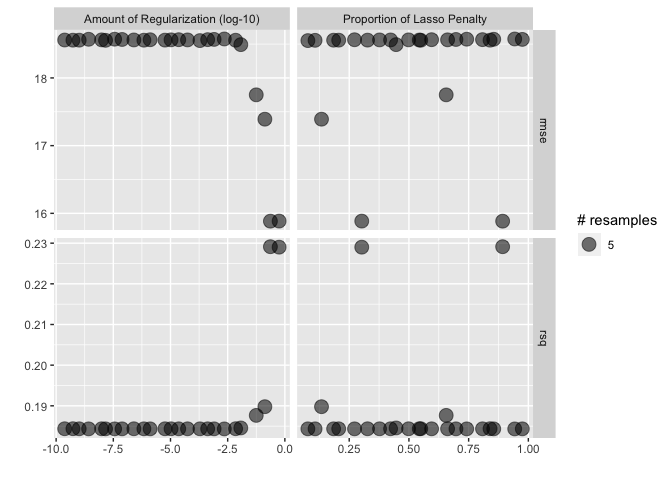 Amount of Regularization (log-10) Proportion of Lasso Penalty
18
17
16
rmse
# resamples
5
0.23
0.22
0.21
0.20
0.19
rsq
-10.0 -7.5 -5.0 -2.5 0.0 0.25 0.50 0.75 1.00